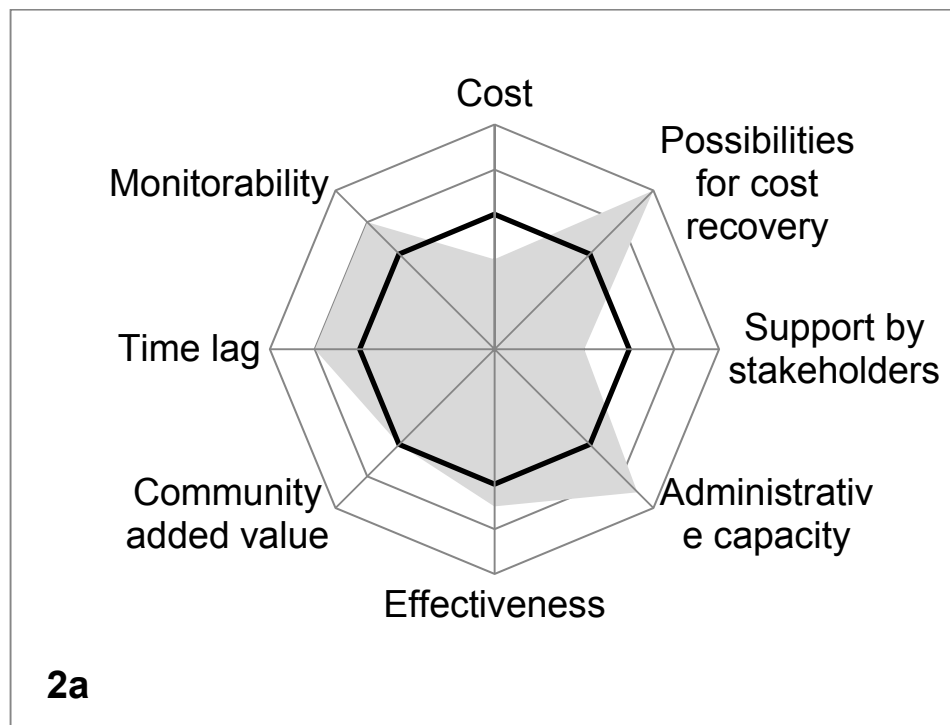 Cost
Possibilities
for cost
recovery
Support by
stakeholders
Administrativ
e capacity
Effectiveness
Community
added value
Time lag
Monitorability
2a